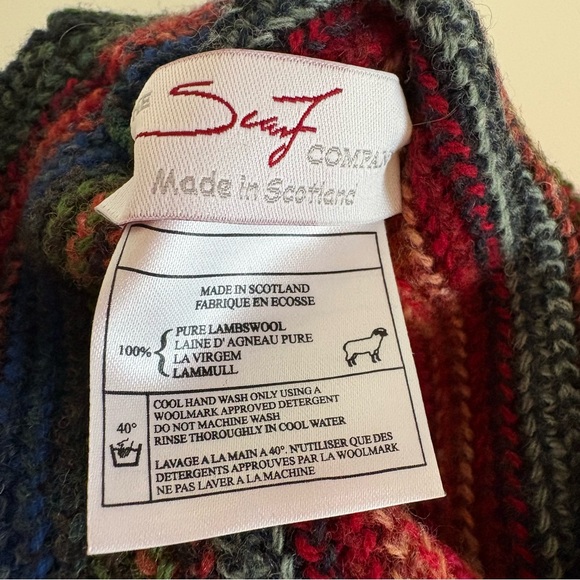 Scarf
COMPANY
Made in Scotland
MADE IN SCOTLAND
FABRIQUE EN ECOSSE
100% { PURE LAMBSWOOL
LAINE D'AGNEAU PURE
LA VIRGEM
LAMMULL
40°
COOL HAND WASH ONLY USING A
WOOLMARK APPROVED DETERGENT
DO NOT MACHINE WASH
RINSE THOROUGHLY IN COOL WATER
LAVAGE A LA MAIN A 40°. N'UTILISER QUE DES
DETERGENTS APPROUVES PAR LA WOOLMARK
NE PAS LAVER A LA MACHINE